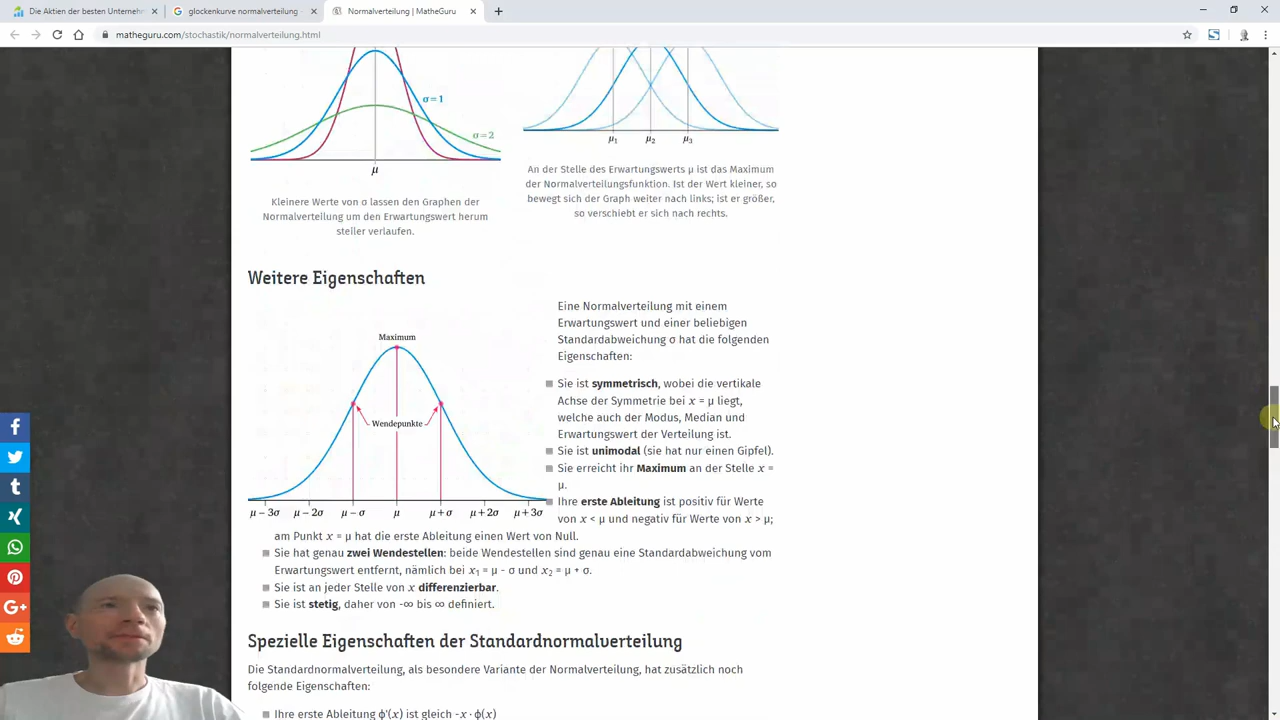 Die Aktien der besten Unternehm
glockenkurve normalverteilung -
Normalverteilung | MatheGuru
matheguru.com/stochastik/normalverteilung.html
σ=1
σ=2
μ
μ₁ μ₂ μ₃
Kleinere Werte von σ lassen den Graphen der
Normalverteilung um den Erwartungswert herum
steiler verlaufen.
An der Stelle des Erwartungswerts μ ist das Maximum
der Normalverteilungsfunktion. Ist der Wert kleiner, so
bewegt sich der Graph weiter nach links; ist er größer,
so verschiebt er sich nach rechts.
Weitere Eigenschaften
Maximum
Wendepunkte
μ − 3σ μ − 2σ μ − σ μ μ + σ μ + 2σ μ + 3σ
Eine Normalverteilung mit einem
Erwartungswert und einer beliebigen
Standardabweichung σ hat die folgenden
Eigenschaften:
Sie ist symmetrisch, wobei die vertikale
Achse der Symmetrie bei x = μ liegt,
welche auch der Modus, Median und
Erwartungswert der Verteilung ist.
Sie ist unimodal (sie hat nur einen Gipfel).
Sie erreicht ihr Maximum an der Stelle x =
μ.
Ihre erste Ableitung ist positiv für Werte
von x < μ und negativ für Werte von x > μ;
am Punkt x = μ hat die erste Ableitung einen Wert von Null.
Sie hat genau zwei Wendestellen: beide Wendestellen sind genau eine Standardabweichung vom
Erwartungswert entfernt, nämlich bei x₁ = μ - σ und x₂ = μ + σ.
Sie ist an jeder Stelle von x differenzierbar.
Sie ist stetig, daher von -∞ bis ∞ definiert.
Spezielle Eigenschaften der Standardnormalverteilung
Die Standardnormalverteilung, als besondere Variante der Normalverteilung, hat zusätzlich noch
folgende Eigenschaften:
Ihre erste Ableitung ϕ'(x) ist gleich -x · ϕ(x)